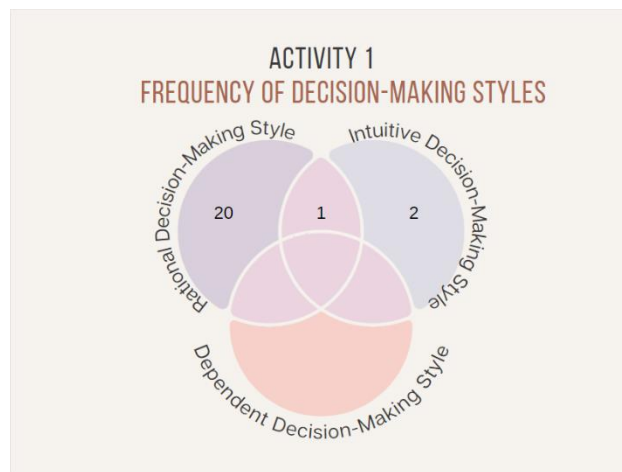 ACTIVITY 1
FREQUENCY OF DECISION-MAKING STYLES
Rational Decision-Making Style
Intuitive Decision-Making Style
20
1
2
Dependent Decision-Making Style